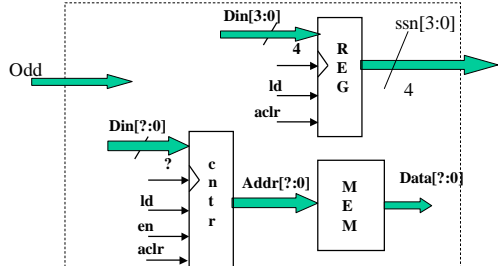 Din[3:0]
ssn[3:0]
4
R
E
G
Odd
ld
4
aclr
Din[?:0]
?
c
n
t
r
Addr[?:0]
M
E
M
Data[?:0]
ld
en
aclr